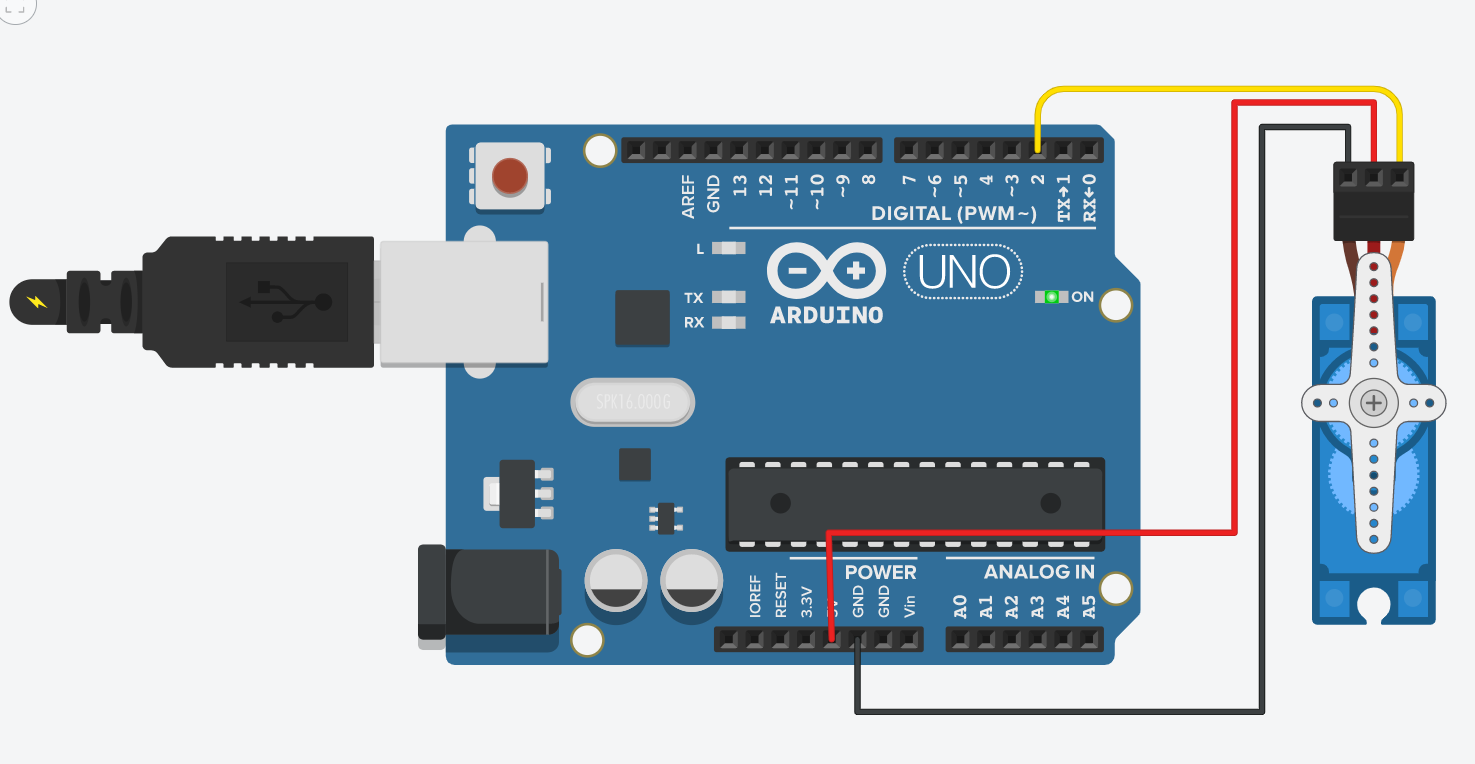 AREF
GND
13
12
~11
~10
~9
8
7
~6
~5
4
~3
2
TX→1
RX←0
DIGITAL (PWM~)
L
TX
RX
ARDUINO
UNO
ON
SPK16.000G
POWER
ANALOG IN
IOREF
RESET
3.3V
5V
GND
GND
Vin
A0
A1
A2
A3
A4
A5